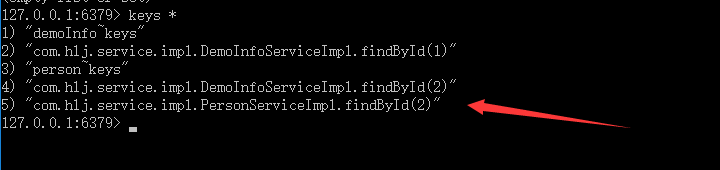 127.0.0.1:6379> keys *
1) "demoInfo~keys"
2) "com.hlj.service.impl.DemoInfoServiceImpl.findById(1)"
3) "person~keys"
4) "com.hlj.service.impl.DemoInfoServiceImpl.findById(2)"
5) "com.hlj.service.impl.PersonServiceImpl.findById(2)"
127.0.0.1:6379>